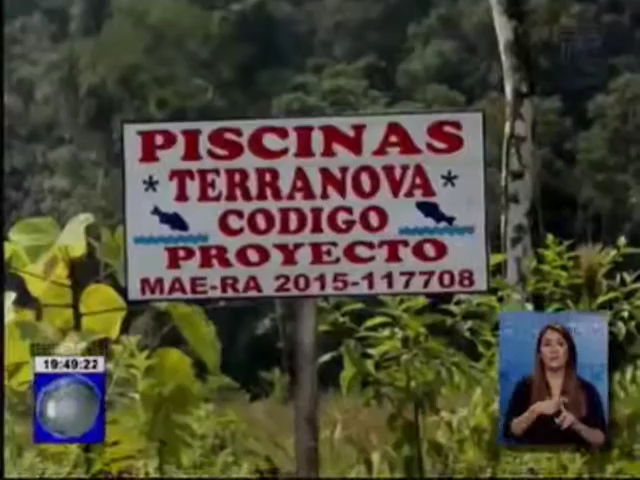 PISCINAS
* TERRANOVA *
CODIGO
PROYECTO
MAE-RA 2015-117708
19:49:22